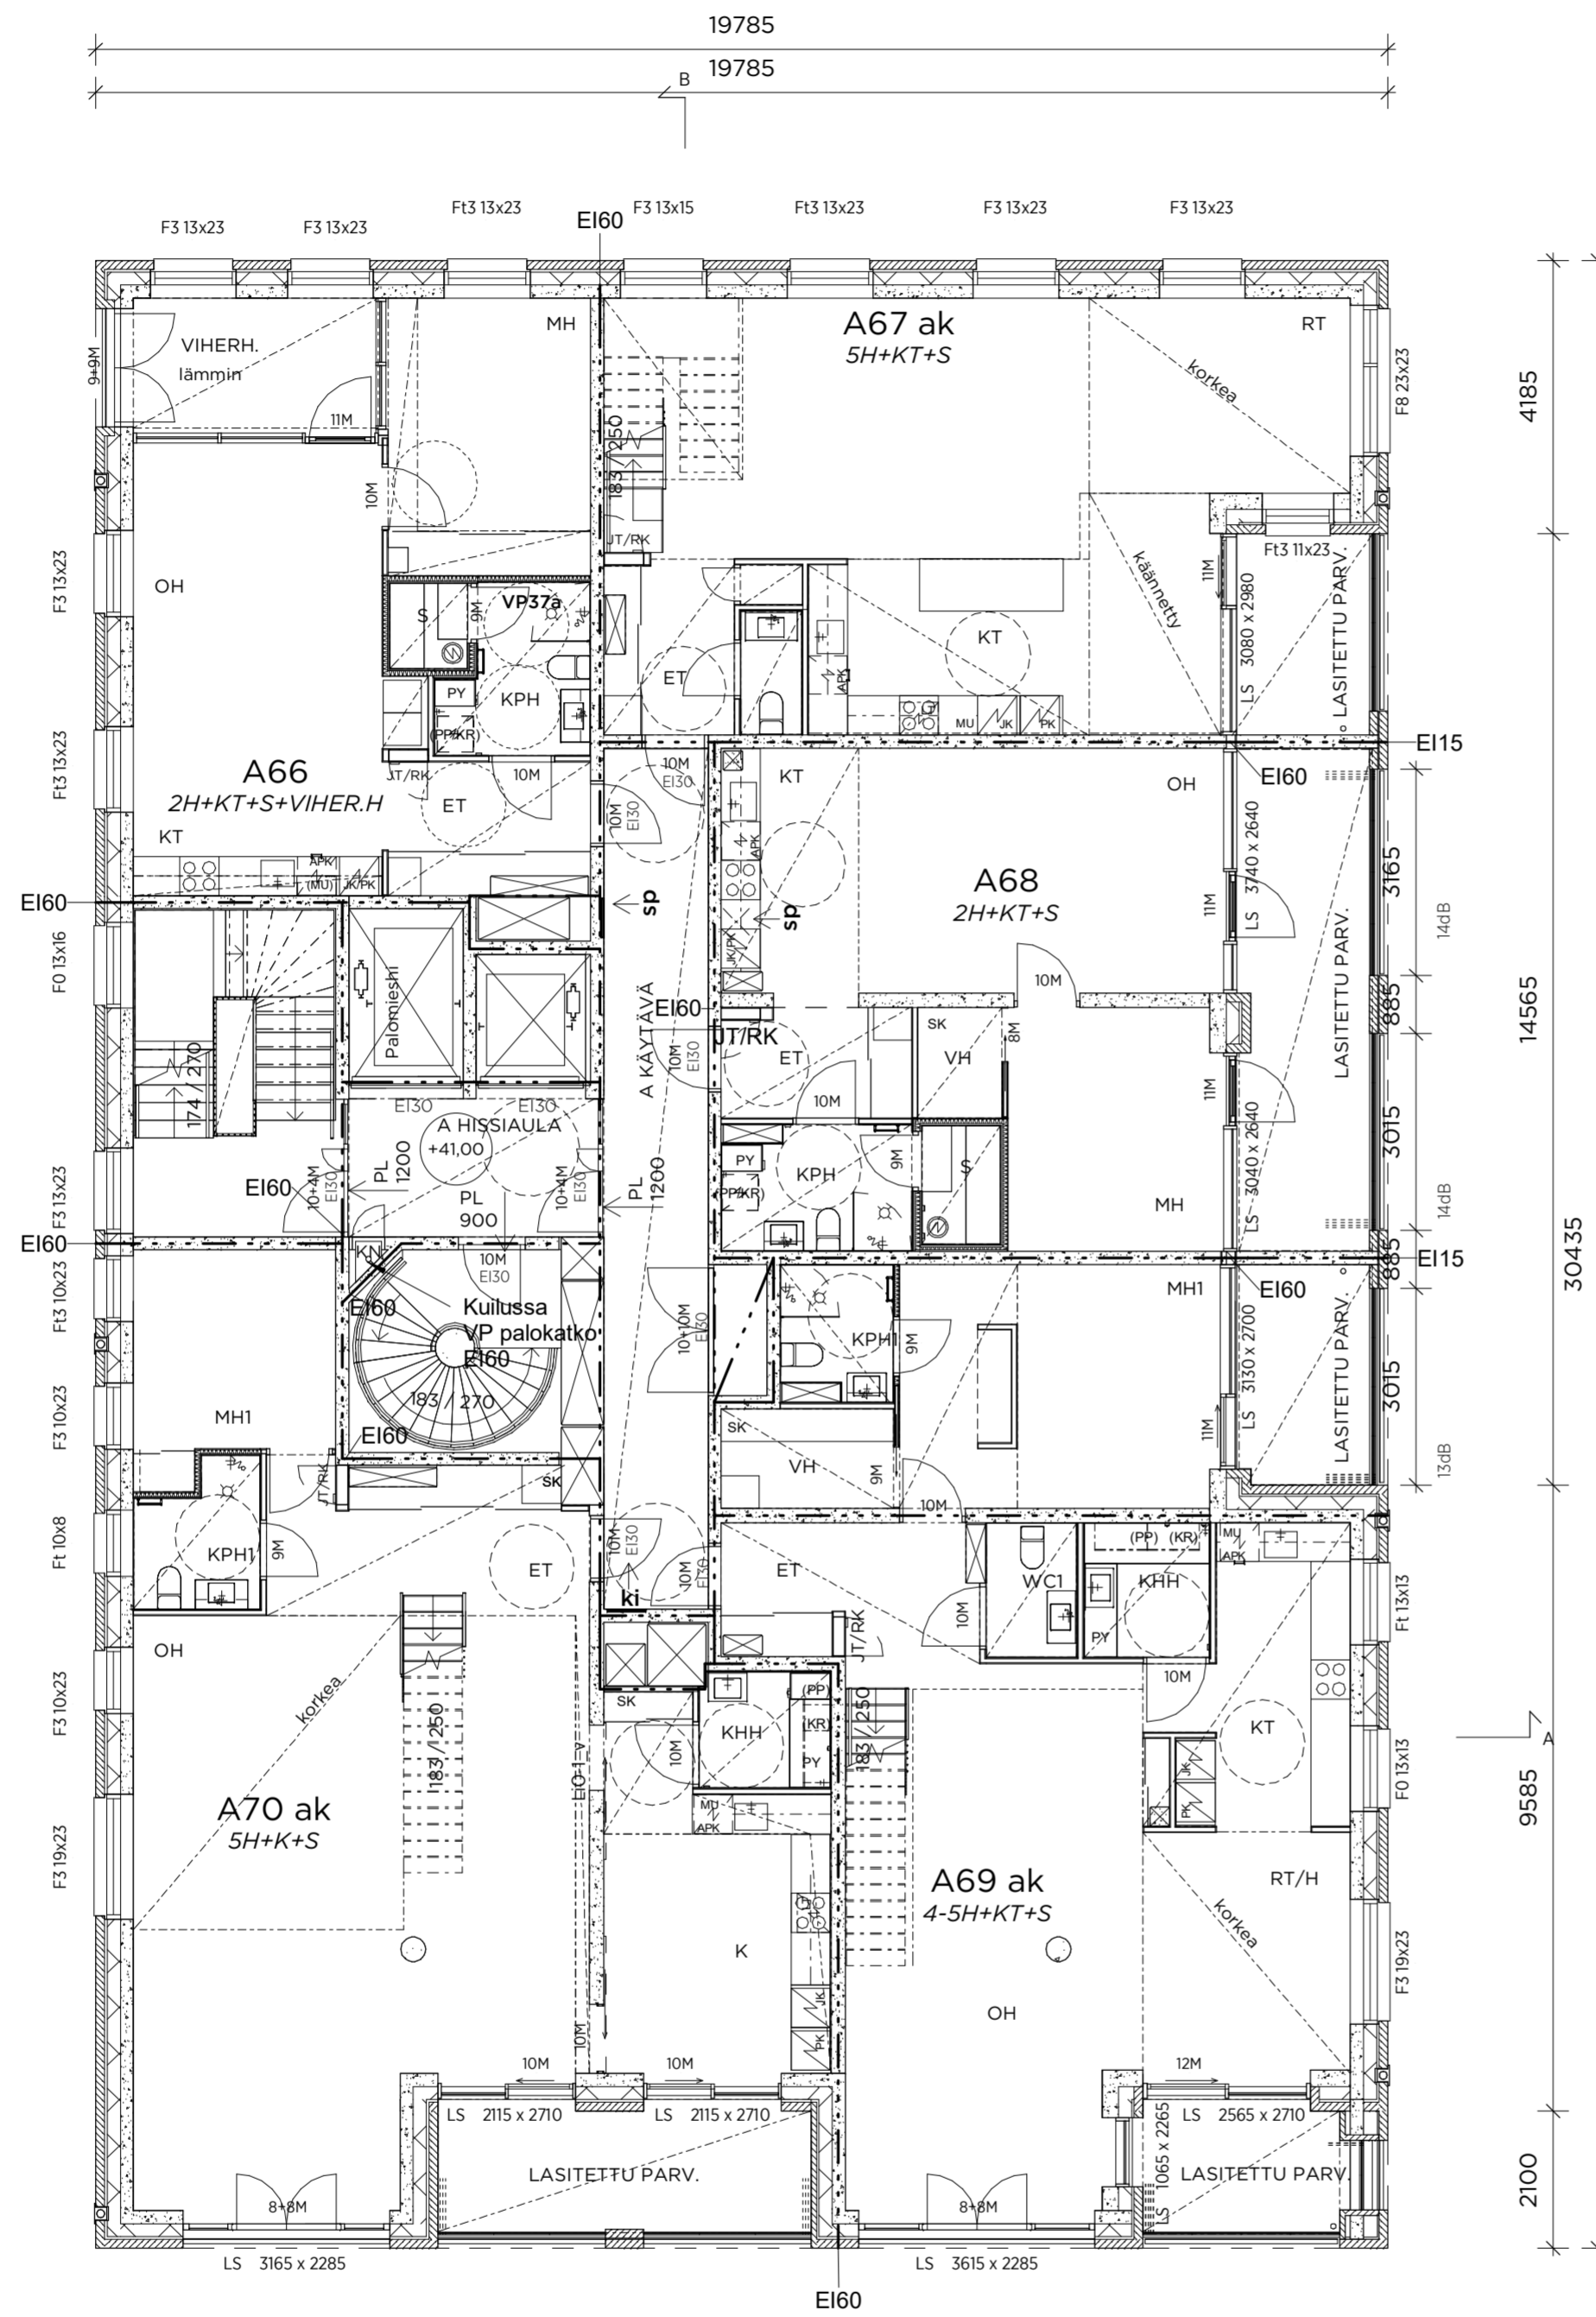 19785
19785
B
F3 13x23
F3 13x23
Ft3 13x23
EI60
F3 13x15
Ft3 13x23
F3 13x23
F3 13x23
VIHERH.
lämmin
9+9M
11M
MH
A67 ak
5H+KT+S
RT
korkea
F8 23x23
4185
183 / 250
10M
JT/RK
F3 13x23
OH
S
9M
VP37a
PY
KPH
(PP/KR)
ET
APK
KT
MU
JK
PK
käännetty
11M
LS 3080 x 2980
Ft3 11x23
LASITETTU PARV.
EI15
EI60
Ft3 13x23
A66
2H+KT+S+VIHER.H
JT/RK
10M
ET
KT
APK
(MU)
JK/PK
10M
EI30
10M
EI30
KT
OH
APK
JK/PK
A68
2H+KT+S
11M
LS 3740 x 2640
LASITETTU PARV.
3165
14dB
EI60
sp
sp
F0 13x16
Palomieshi
A KÄYTÄVÄ
EI60
10M
EI30
JT/RK
ET
SK
VH
8M
10M
10M
885
14565
174 / 270
EI30
EI30
A HISSIAULA
+41,00
PL
1200
PL
900
10+4M
EI30
10+4M
EI30
PL
1200
PY
(PP/KR)
KPH
9M
S
MH
11M
LS 3040 x 2640
3015
14dB
F3 13x23
EI60
EI60
30435
KN
10M
EI30
EI60
Kuilussa
VP palokatko
EI60
183 / 270
EI60
Ft3 10x23
F3 10x23
MH1
10+10M
EI30
KPH1
9M
MH1
EI15
885
EI60
LS 3130 x 2700
11M
LASITETTU PARV.
3015
13dB
SK
VH
9M
10M
JT/RK
SK
Ft 10x8
KPH1
9M
ET
10M
EI30
10M
EI30
ki
ET
10M
JT/RK
WC1
(PP) (KR)
KHH
PY
MU
APK
10M
Ft 13x13
OH
korkea
F3 10x23
183 / 250
SK
KHH
10M
(PP)
(KR)
PY
183 / 250
MU
APK
KT
JK
PK
F0 13x13
A
9585
A70 ak
5H+K+S
F3 19x23
K
JK
PK
A69 ak
4-5H+KT+S
RT/H
korkea
F3 19x23
OH
10M
10M
10M
12M
LS 2115 x 2710
LS 2115 x 2710
LS 1065 x 2265
LS 2565 x 2710
LASITETTU PARV.
LASITETTU PARV.
2100
8+8M
8+8M
LS 3165 x 2285
LS 3615 x 2285
EI60